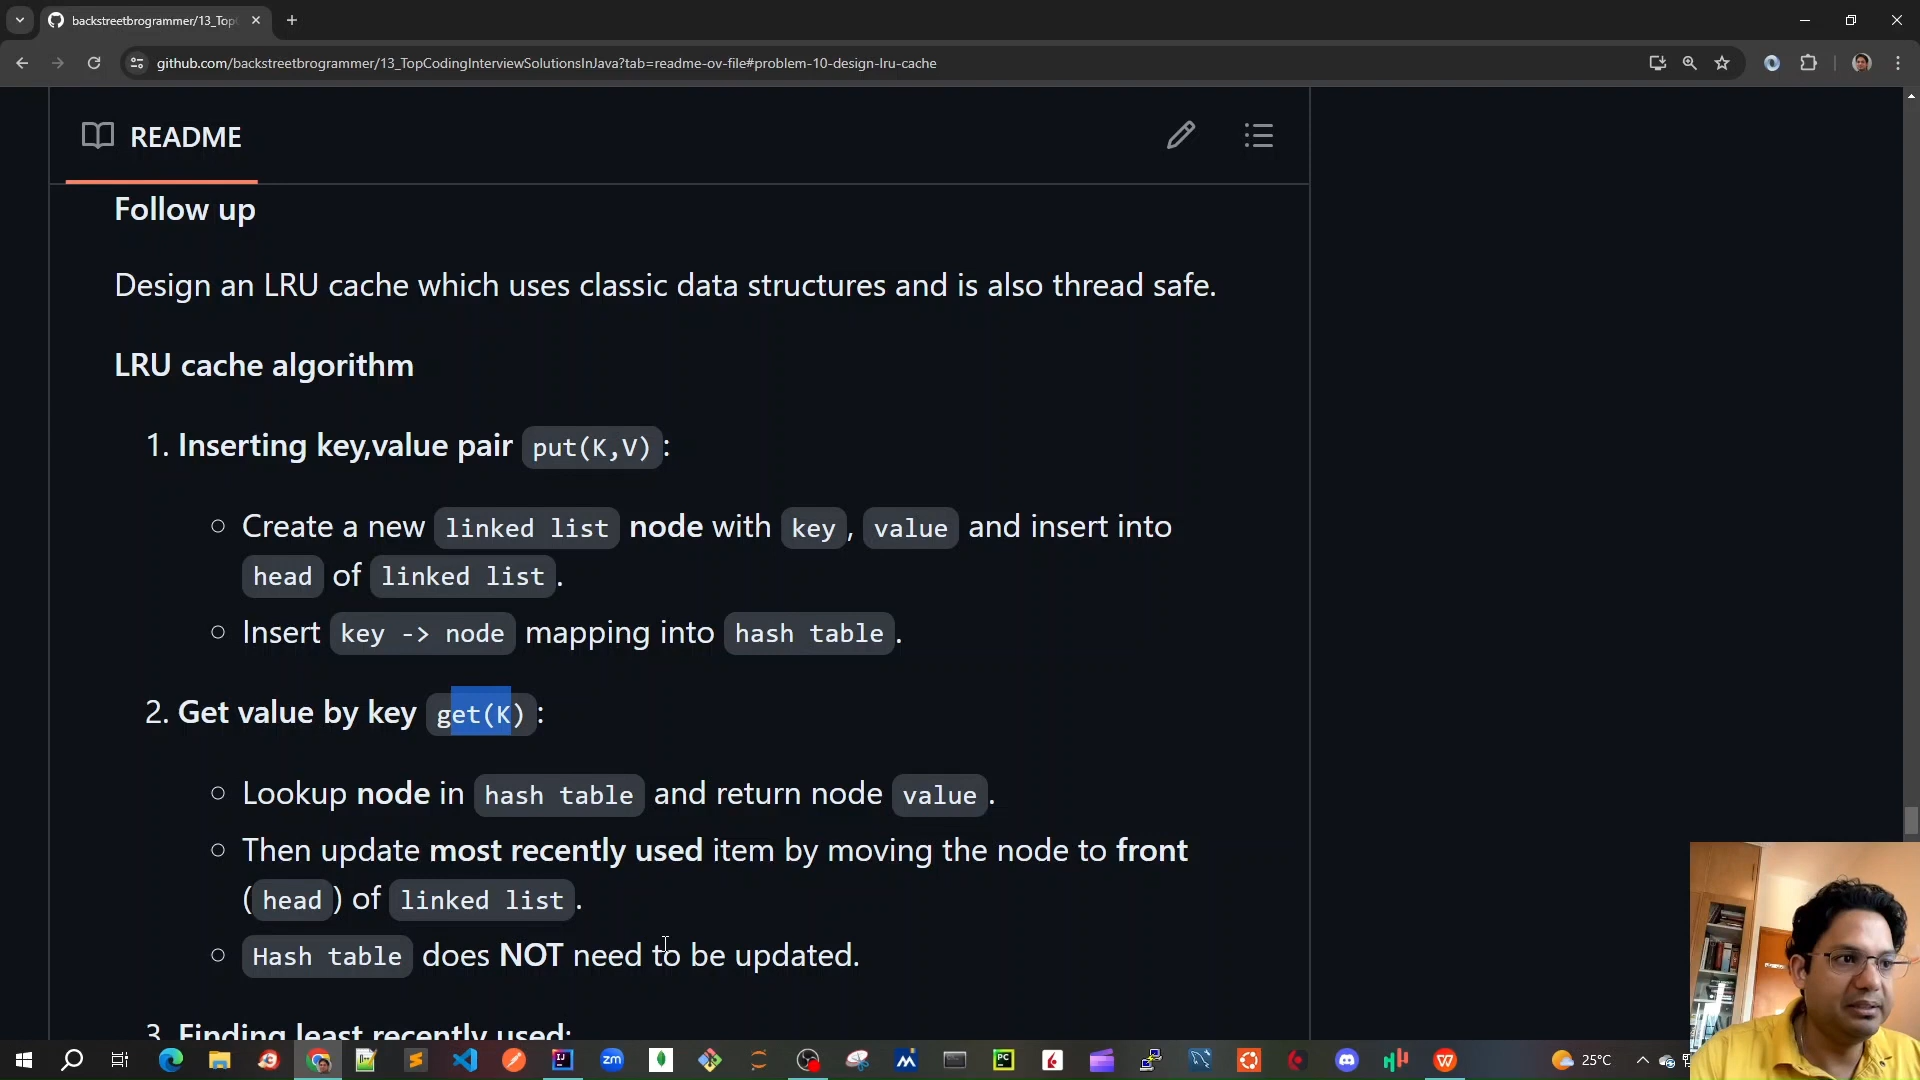 backstreetbrogrammer/13_Top
github.com/backstreetbrogrammer/13_TopCodingInterviewSolutionsInJava?tab=readme-ov-file#problem-10-design-lru-cache
README
Follow up
Design an LRU cache which uses classic data structures and is also thread safe.
LRU cache algorithm
1. Inserting key,value pair put(K,V) :
Create a new linked list node with key , value and insert into
head of linked list .
Insert key -> node mapping into hash table .
2. Get value by key get(K) :
Lookup node in hash table and return node value .
Then update most recently used item by moving the node to front
( head ) of linked list .
Hash table does NOT need to be updated.
3. Finding least recently used:
25°C